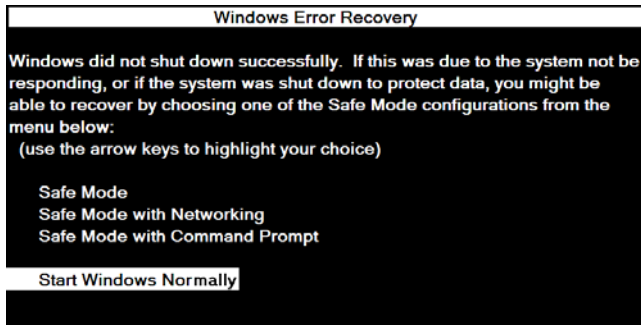 Windows Error Recovery
Windows did not shut down successfully. If this was due to the system not be
responding, or if the system was shut down to protect data, you might be
able to recover by choosing one of the Safe Mode configurations from the
menu below:
(use the arrow keys to highlight your choice)
Safe Mode
Safe Mode with Networking
Safe Mode with Command Prompt
Start Windows Normally